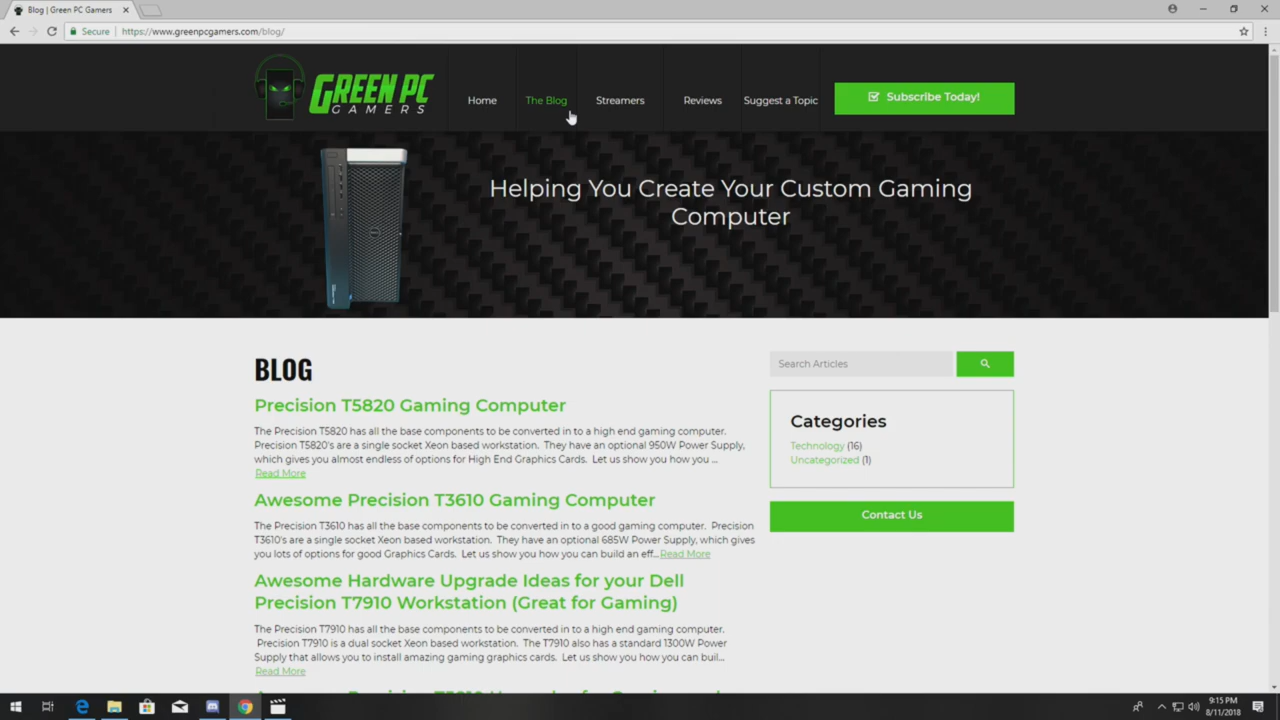 Blog | Green PC Gamers
Secure
https://www.greenpcgamers.com/blog/
GREEN PC
GAMERS
Home
The Blog
Streamers
Reviews
Suggest a Topic
Subscribe Today!
Helping You Create Your Custom Gaming
Computer
BLOG
Precision T5820 Gaming Computer
The Precision T5820 has all the base components to be converted in to a high end gaming computer.
Precision T5820's are a single socket Xeon based workstation.  They have an optional 950W Power Supply,
which gives you almost endless of options for High End Graphics Cards.  Let us show you how you ...
Read More
Awesome Precision T3610 Gaming Computer
The Precision T3610 has all the base components to be converted in to a good gaming computer.  Precision
T3610's are a single socket Xeon based workstation.  They have an optional 685W Power Supply, which gives
you lots of options for good Graphics Cards.  Let us show you how you can build an eff...Read More
Awesome Hardware Upgrade Ideas for your Dell
Precision T7910 Workstation (Great for Gaming)
The Precision T7910 has all the base components to be converted in to a high end gaming computer.
Precision T7910 is a dual socket Xeon based workstation.  The T7910 also has a standard 1300W Power
Supply that allows you to install amazing gaming graphics cards.  Let us show you how you can buil...
Read More
Search Articles
Categories
Technology (16)
Uncategorized (1)
Contact Us
9:15 PM
8/11/2018